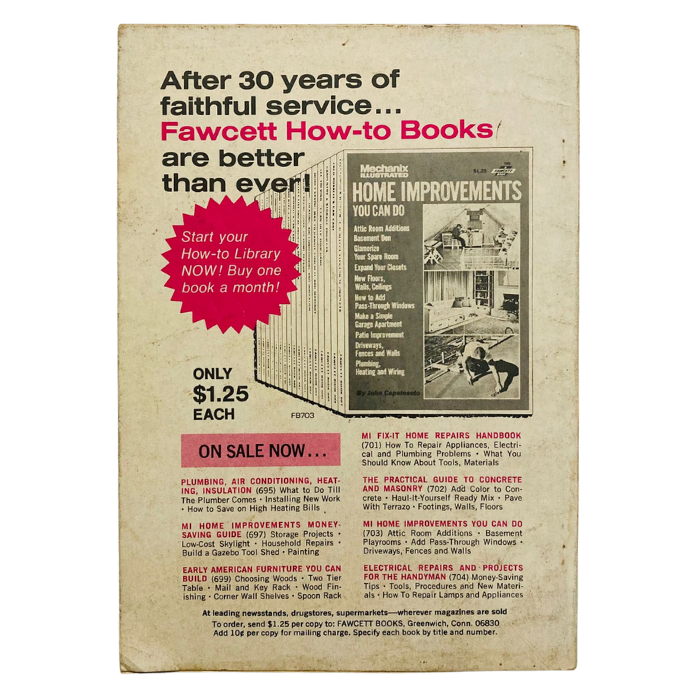 After 30 years of
faithful service...
Fawcett How-to Books
are better
than ever!
Start your
How-to Library
NOW! Buy one
book a month!
Mechanix
ILLUSTRATED
$1.25
HOME IMPROVEMENTS
YOU CAN DO
Attic Room Additions
Basement Den
Glamorize
Your Spare Room
Expand Your Closets
New Floors,
Walls, Ceilings
How to Add
Pass-Through Windows
Make a Simple
Garage Apartment
Patio Improvement
Driveways,
Fences and Walls
Plumbing,
Heating and Wiring
By John Capotosto
ONLY
$1.25
EACH
FB703
ON SALE NOW...
PLUMBING, AIR CONDITIONING, HEAT-
ING, INSULATION (695) What to Do Till
The Plumber Comes • Installing New Work
• How to Save on High Heating Bills
MI HOME IMPROVEMENTS MONEY-
SAVING GUIDE (697) Storage Projects •
Low-Cost Skylight • Household Repairs •
Build a Gazebo Tool Shed • Painting
EARLY AMERICAN FURNITURE YOU CAN
BUILD (699) Choosing Woods • Two Tier
Table • Mail and Key Rack • Wood Fin-
ishing • Corner Wall Shelves • Spoon Rack
MI FIX-IT HOME REPAIRS HANDBOOK
(701) How To Repair Appliances, Electri-
cal and Plumbing Problems • What You
Should Know About Tools, Materials
THE PRACTICAL GUIDE TO CONCRETE
AND MASONRY (702) Add Color to Con-
crete • Haul-It-Yourself Ready Mix • Pave
With Terrazo • Footings, Walls, Floors
MI HOME IMPROVEMENTS YOU CAN DO
(703) Attic Room Additions • Basement
Playrooms • Add Pass-Through Windows •
Driveways, Fences and Walls
ELECTRICAL REPAIRS AND PROJECTS
FOR THE HANDYMAN (704) Money-Saving
Tips • Tools, Procedures and New Materi-
als • How To Repair Lamps and Appliances
At leading newsstands, drugstores, supermarkets—wherever magazines are sold
To order, send $1.25 per copy to: FAWCETT BOOKS, Greenwich, Conn. 06830
Add 10¢ per copy for mailing charge. Specify each book by title and number.